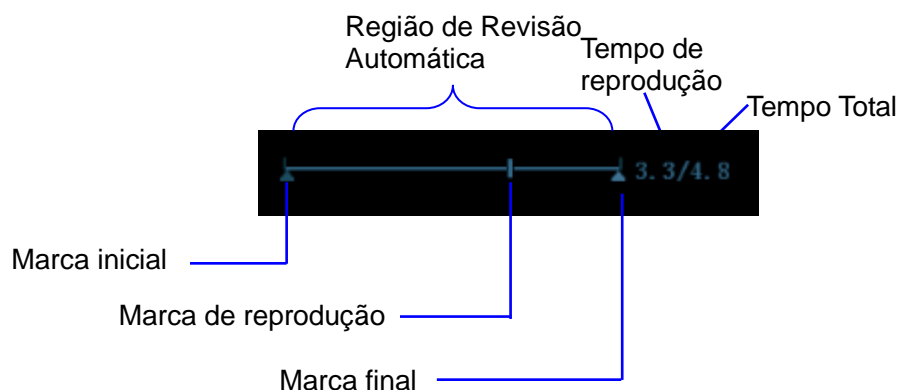 Região de Revisão
Automática
Tempo de
reprodução
Tempo Total
3.3/4.8
Marca inicial
Marca de reprodução
Marca final